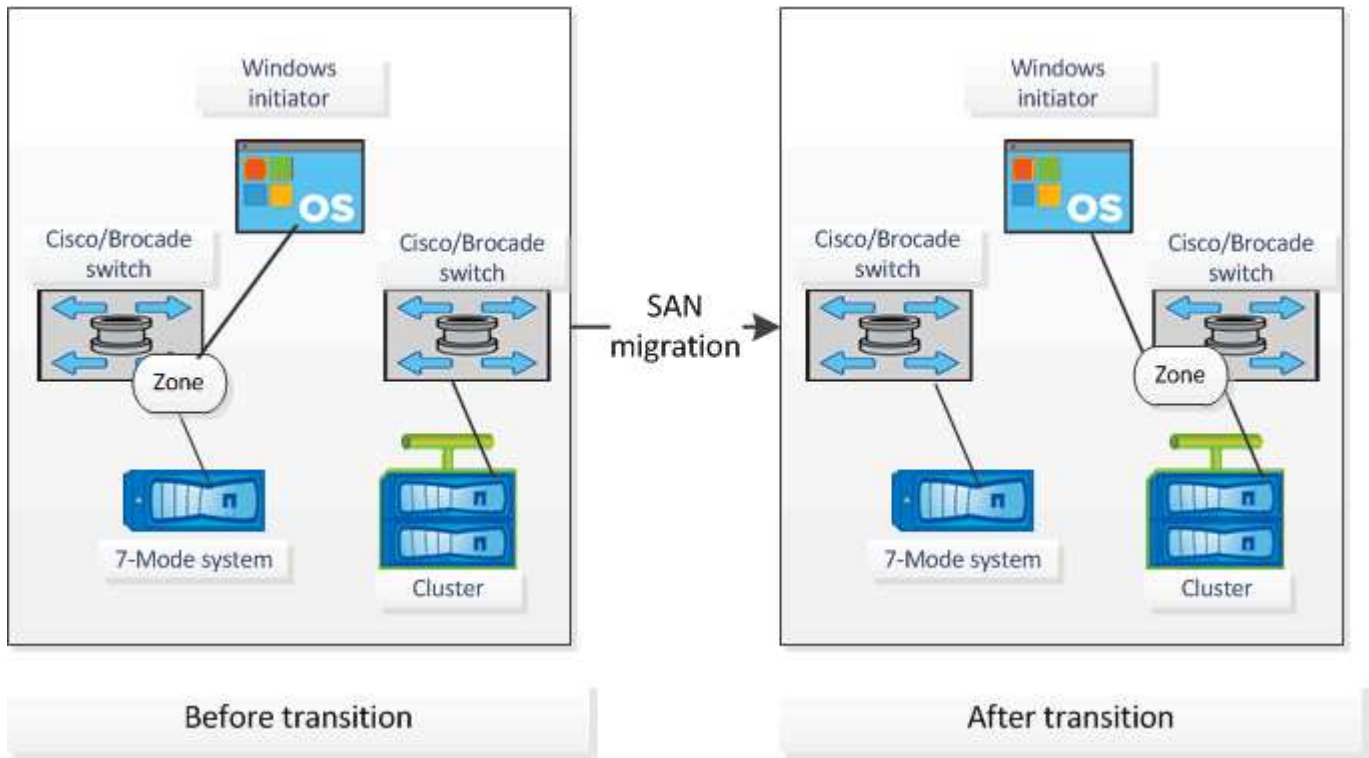 Windows
initiator
OS
Cisco/Brocade
switch
Cisco/Brocade
switch
Zone
n
7-Mode system
n
n
Cluster
SAN
migration
Windows
initiator
OS
Cisco/Brocade
switch
Cisco/Brocade
switch
Zone
n
7-Mode system
n
n
Cluster
Before transition
After transition